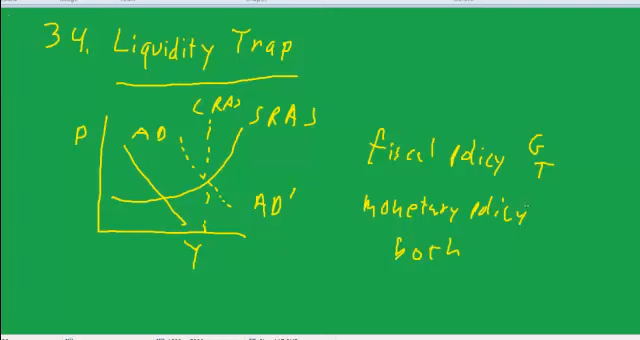 34. Liquidity Trap
LRAS
SRAS
P
AD
AD'
Y
fiscal policy G
T
Monetary policy
both